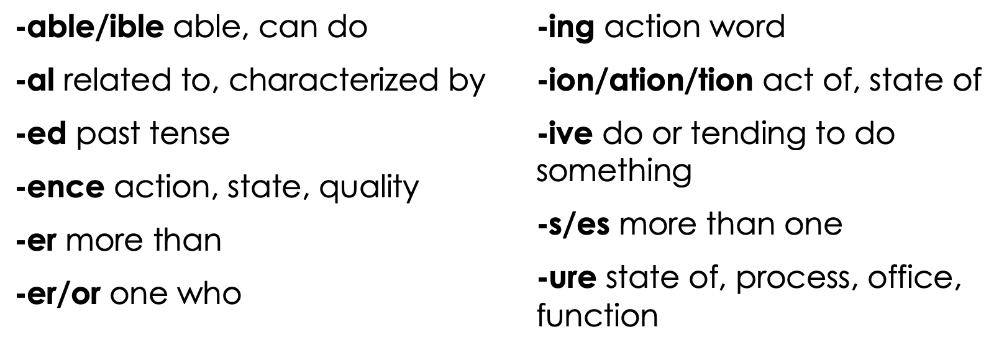 -able/ible able, can do
-al related to, characterized by
-ed past tense
-ence action, state, quality
-er more than
-er/or one who
-ing action word
-ion/ation/tion act of, state of
-ive do or tending to do
something
-s/es more than one
-ure state of, process, office,
function